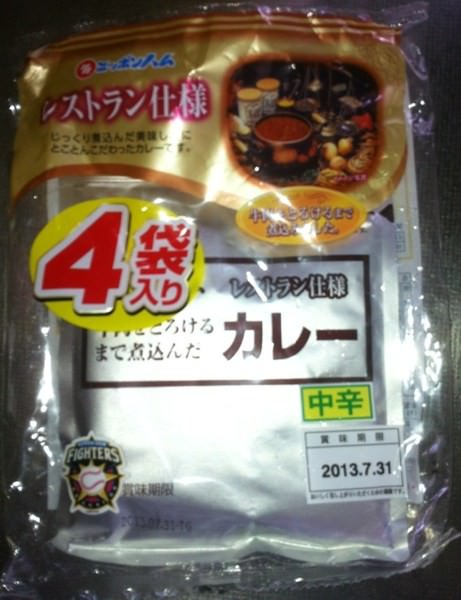 ニッポンハム
レストラン仕様
じっくり煮込んだ美味しさに
とことんこだわったカレーです。
牛肉をとろけるまで
煮込んだ
4袋入り
レストラン仕様
牛肉をとろける
まで煮込んだ
カレー
中辛
賞味期限
2013.7.31
FIGHTERS
賞味期限